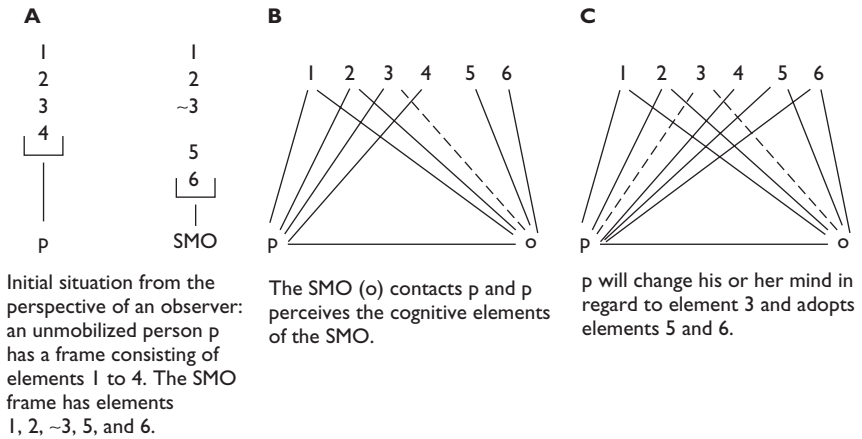 A
1
2
3
4
p
1
2
~3
5
6
SMO
Initial situation from the
perspective of an observer:
an unmobilized person p
has a frame consisting of
elements 1 to 4. The SMO
frame has elements
1, 2, ~3, 5, and 6.
B
1 2 3 4 5 6
p o
The SMO (o) contacts p and p
perceives the cognitive elements
of the SMO.
C
1 2 3 4 5 6
p o
p will change his or her mind in
regard to element 3 and adopts
elements 5 and 6.